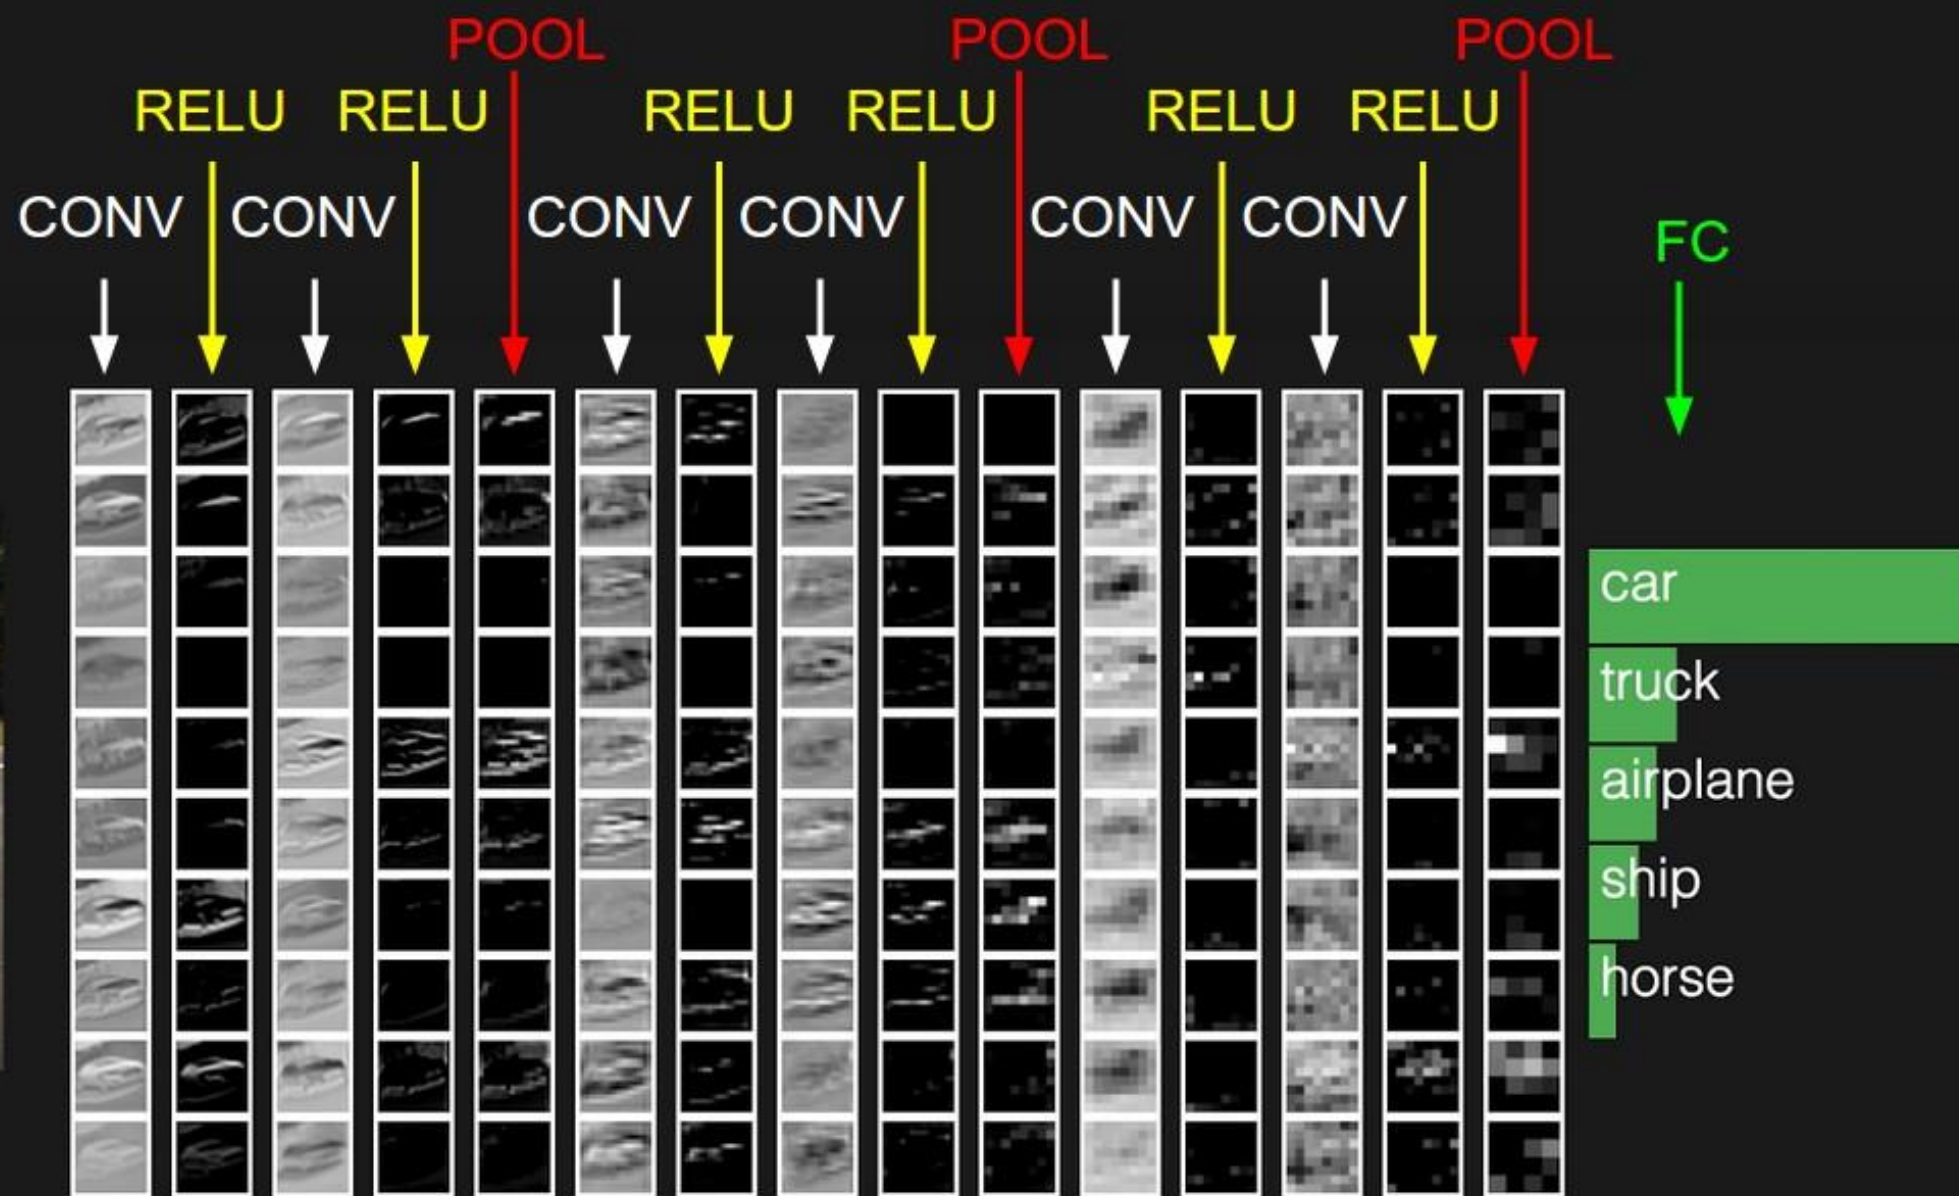 POOL POOL POOL
RELU RELU RELU RELU RELU RELU
CONV CONV CONV CONV CONV CONV
FC
car
truck
airplane
ship
horse